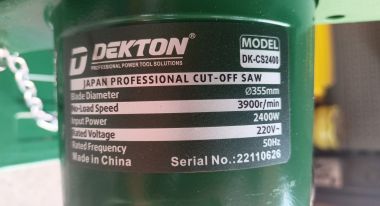 DEKTON
PROFESSIONAL POWER TOOL SOLUTIONS
MODEL
DK-CS2400
JAPAN PROFESSIONAL CUT-OFF SAW
Blade Diameter Ø355mm
No-Load Speed 3900r/min
Input Power 2400W
Rated Voltage 220V~
Rated Frequency 50Hz
Made in China Serial No.:22110626